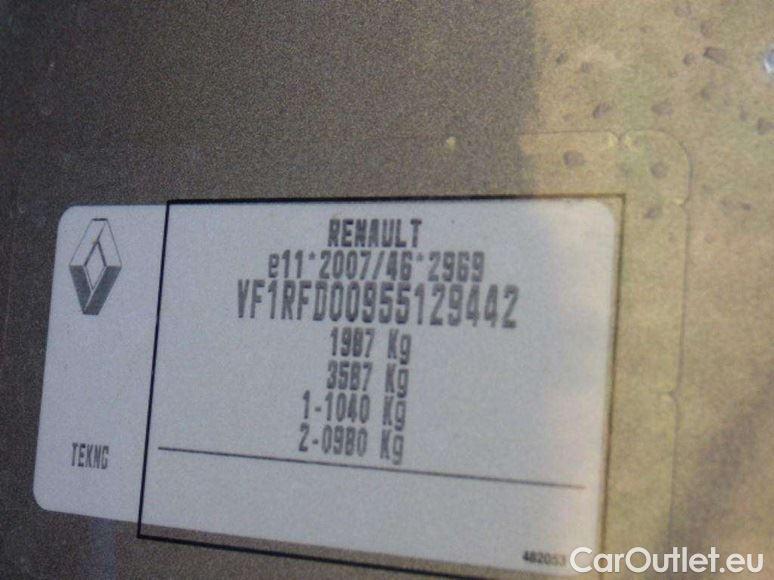 RENAULT
e11*2007/46*2969
VF1RFD00955129442
1987 Kg
3587 Kg
1-1040 Kg
2-0980 Kg
TEKNG
482053
CarOutlet.eu